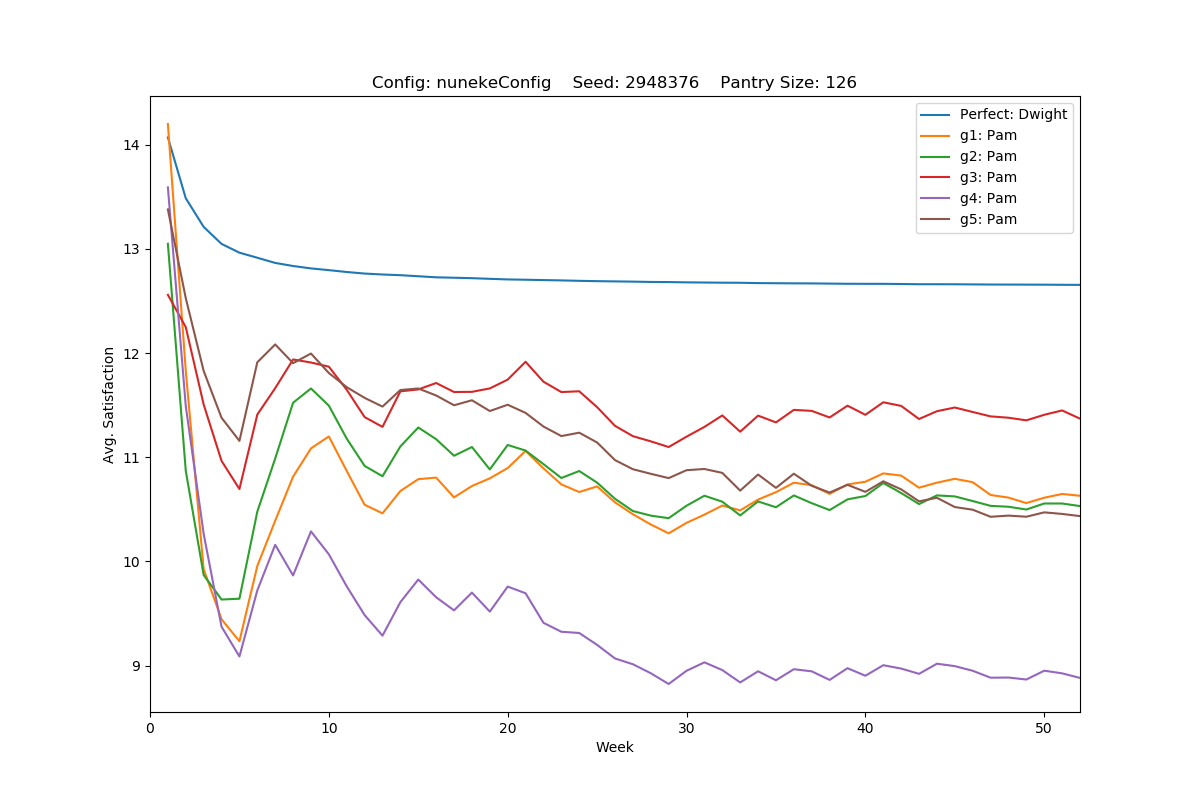 Config: nunekeConfig    Seed: 2948376    Pantry Size: 126
Perfect: Dwight
g1: Pam
g2: Pam
g3: Pam
g4: Pam
g5: Pam
Avg. Satisfaction
14
13
12
11
10
9
0 10 20 30 40 50
Week